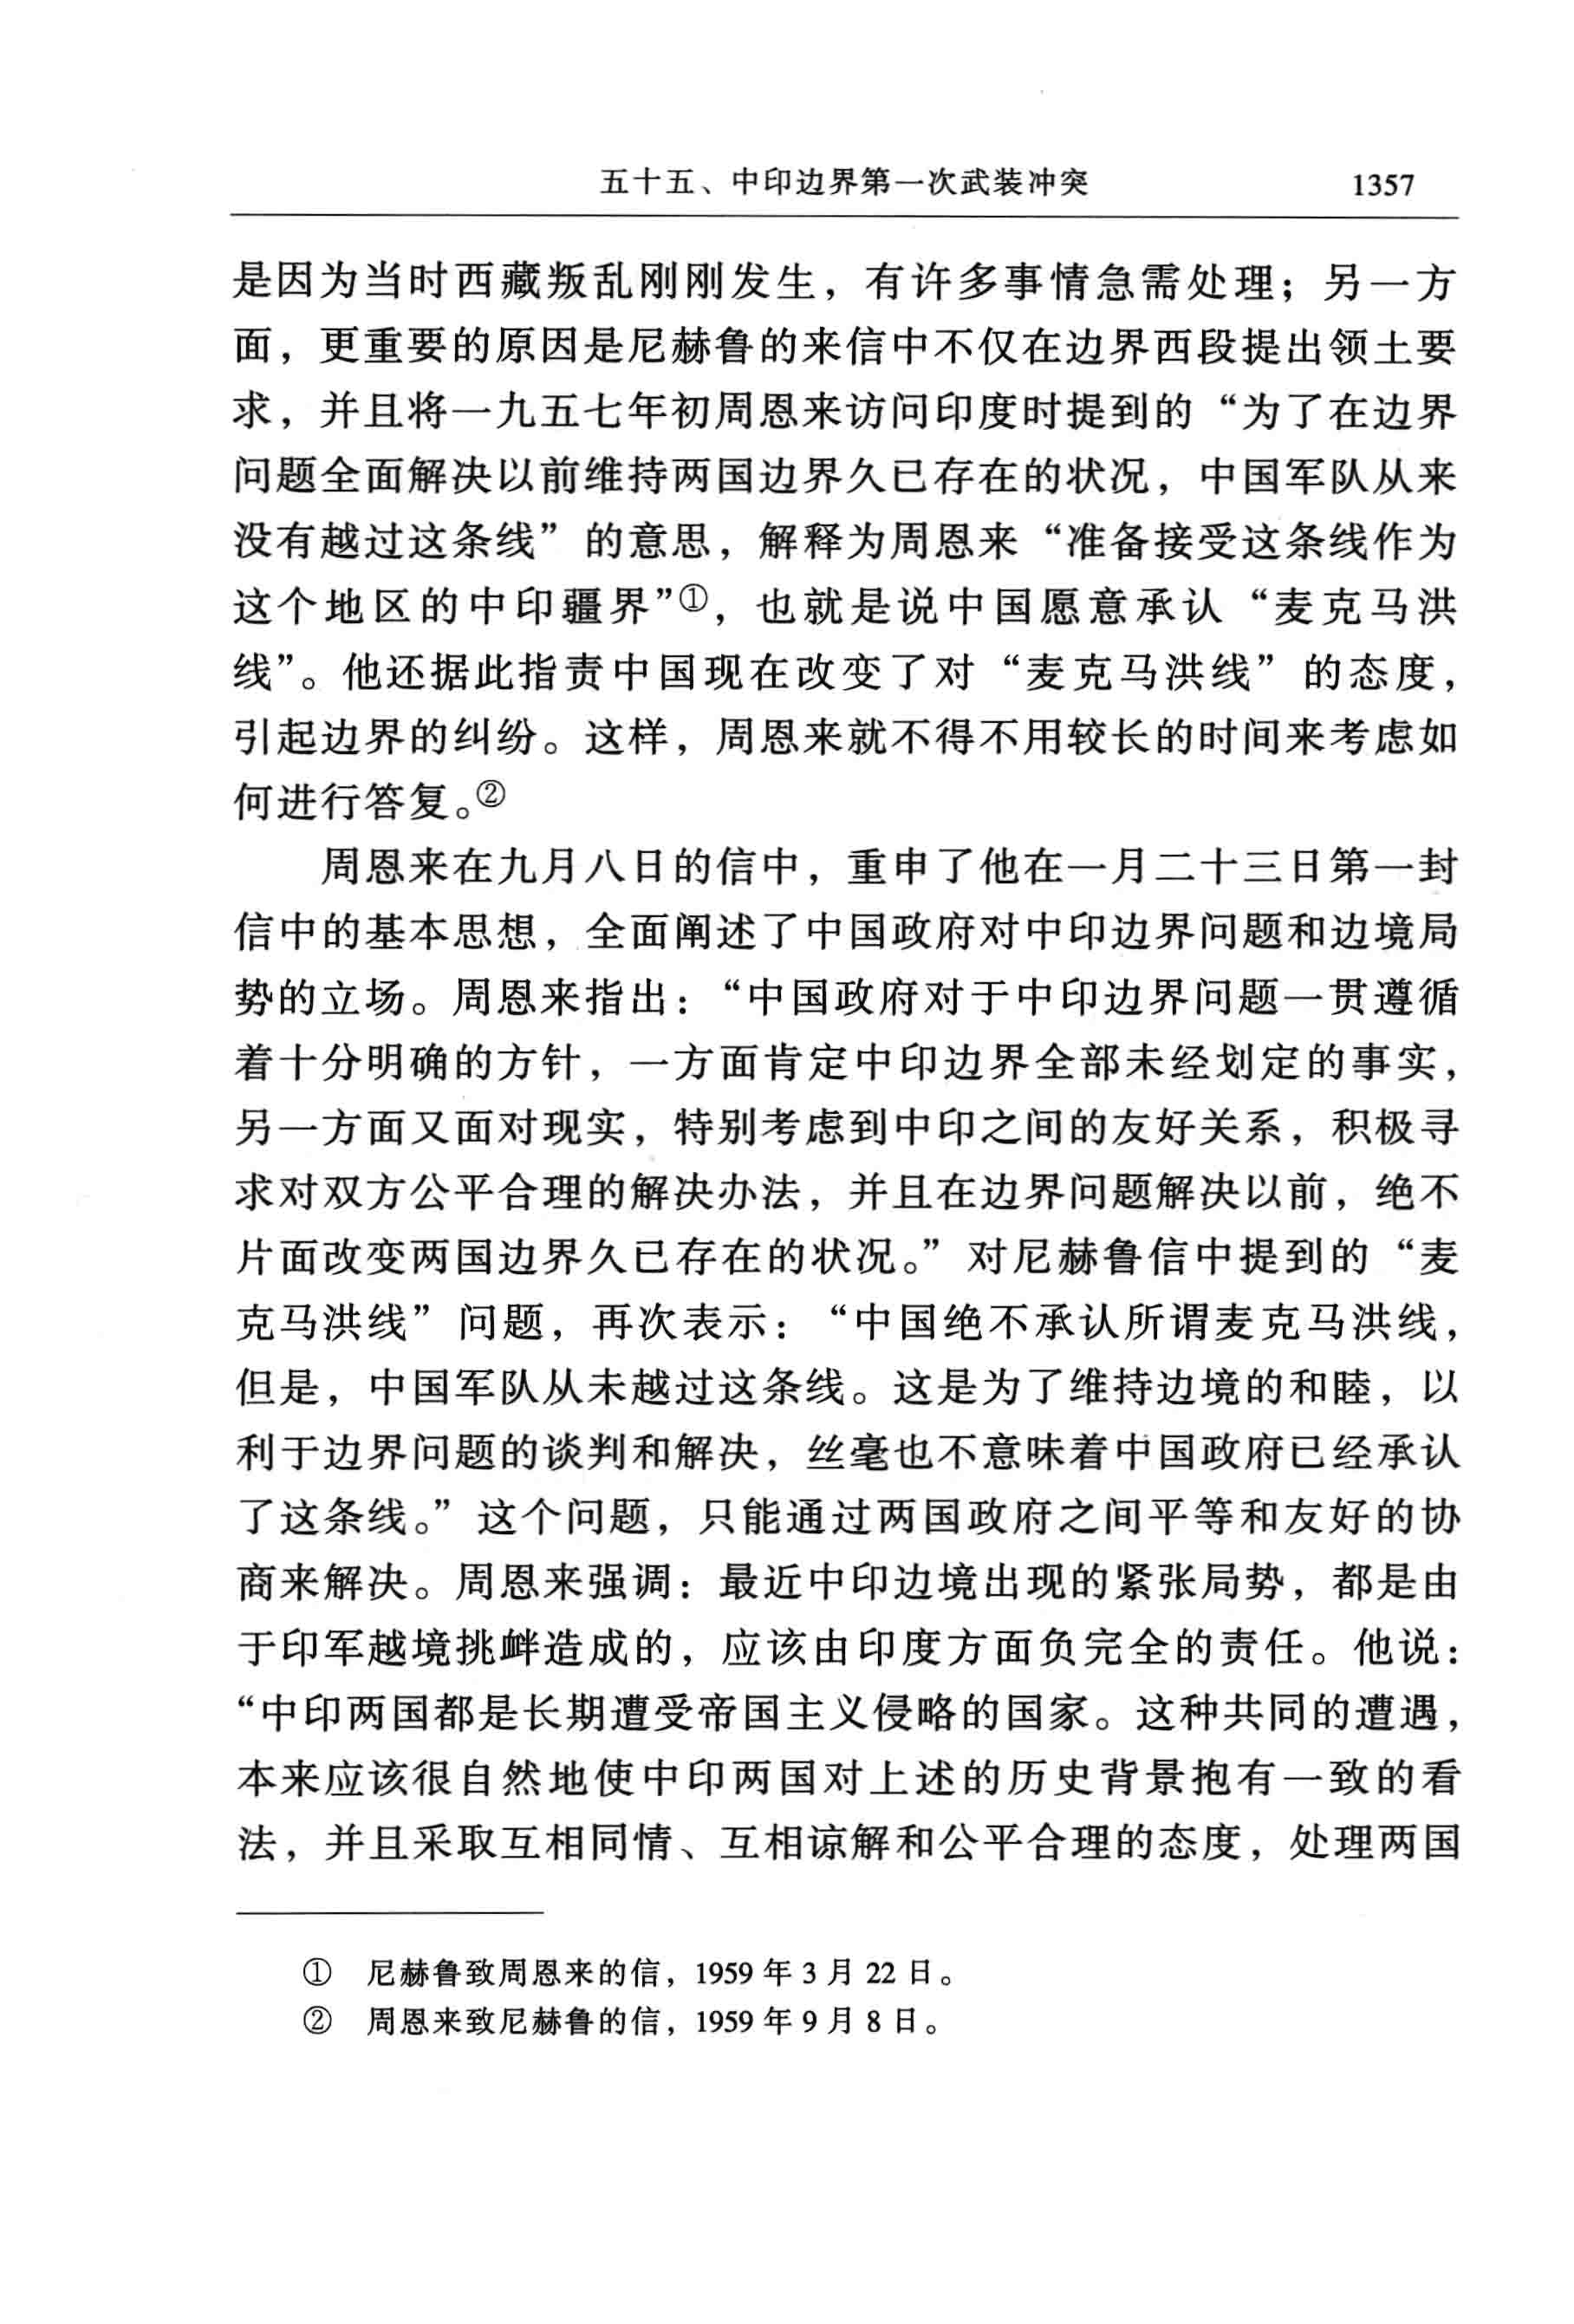 五十五、中印边界第一次武装冲突 1357
是因为当时西藏叛乱刚刚发生，有许多事情急需处理；另一方
面，更重要的原因是尼赫鲁的来信中不仅在边界西段提出领土要
求，并且将一九五七年初周恩来访问印度时提到的“为了在边界
问题全面解决以前维持两国边界久已存在的状况，中国军队从来
没有越过这条线”的意思，解释为周恩来“准备接受这条线作为
这个地区的中印疆界”①，也就是说中国愿意承认“麦克马洪
线”。他还据此指责中国现在改变了对“麦克马洪线”的态度，
引起边界的纠纷。这样，周恩来就不得不用较长的时间来考虑如
何进行答复。②
周恩来在九月八日的信中，重申了他在一月二十三日第一封
信中的基本思想，全面阐述了中国政府对中印边界问题和边境局
势的立场。周恩来指出：“中国政府对于中印边界问题一贯遵循
着十分明确的方针，一方面肯定中印边界全部未经划定的事实，
另一方面又面对现实，特别考虑到中印之间的友好关系，积极寻
求对双方公平合理的解决办法，并且在边界问题解决以前，绝不
片面改变两国边界久已存在的状况。”对尼赫鲁信中提到的“麦
克马洪线”问题，再次表示：“中国绝不承认所谓麦克马洪线，
但是，中国军队从未越过这条线。这是为了维持边境的和睦，以
利于边界问题的谈判和解决，丝毫也不意味着中国政府已经承认
了这条线。”这个问题，只能通过两国政府之间平等和友好的协
商来解决。周恩来强调：最近中印边境出现的紧张局势，都是由
于印军越境挑衅造成的，应该由印度方面负完全的责任。他说：
“中印两国都是长期遭受帝国主义侵略的国家。这种共同的遭遇，
本来应该很自然地使中印两国对上述的历史背景抱有一致的看
法，并且采取互相同情、互相谅解和公平合理的态度，处理两国
① 尼赫鲁致周恩来的信，1959 年 3 月 22 日。
② 周恩来致尼赫鲁的信，1959 年 9 月 8 日。